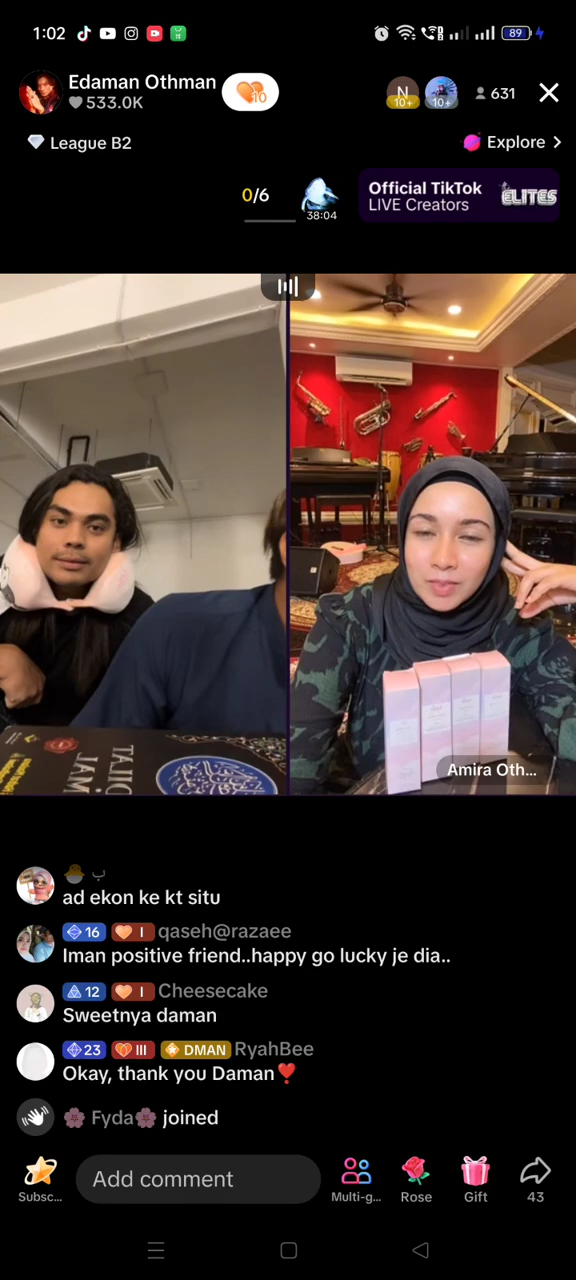 1:02
89
Edaman Othman
533.0K
10
N
10+
10+
631
League B2
Explore >
0/6
38:04
Official TikTok
LIVE Creators
ELITES
TAJC
JAM
Amira Oth...
ب
ad ekon ke kt situ
16 I qaseh@razaee
Iman positive friend..happy go lucky je dia..
12 I Cheesecake
Sweetnya daman
23 III DMAN RyahBee
Okay, thank you Daman❣️
🌸 Fyda🌸 joined
Add comment
Subsc...
Multi-g...
Rose
Gift
43